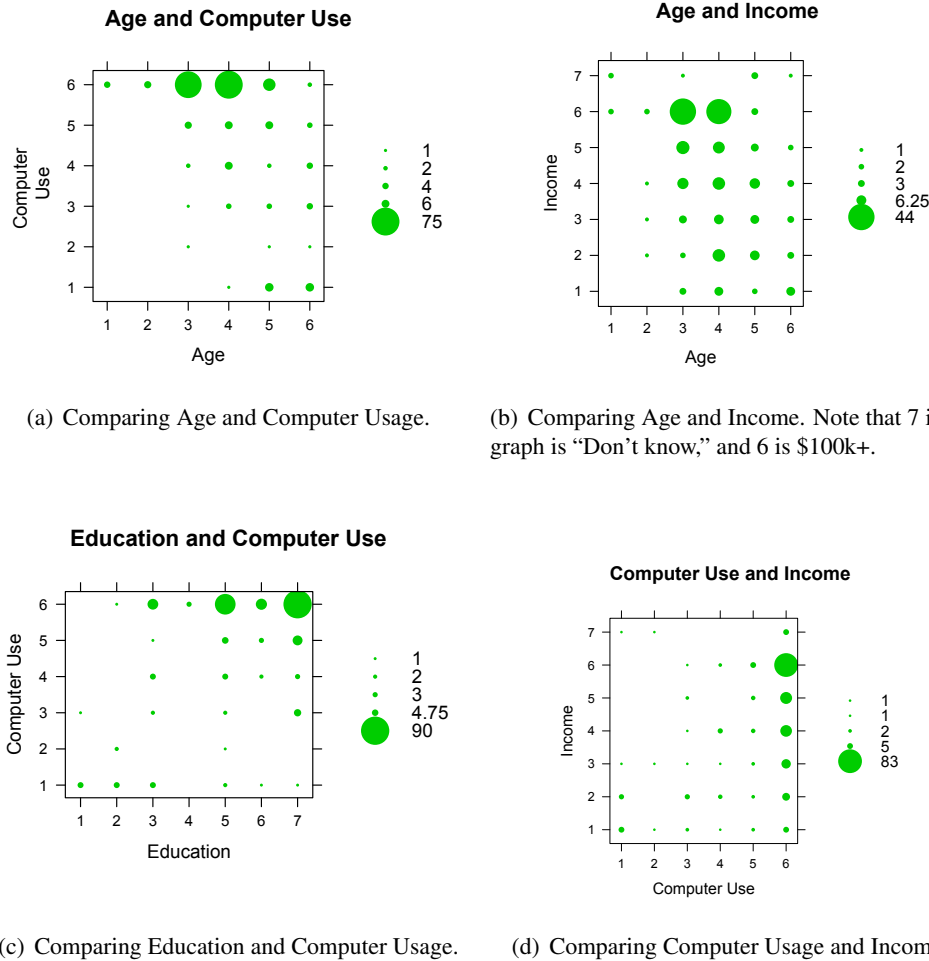 Age and Computer Use
Computer
Use
6
5
4
3
2
1
1 2 3 4 5 6
Age
1
2
4
6
75
(a) Comparing Age and Computer Usage.
Age and Income
Income
7
6
5
4
3
2
1
1 2 3 4 5 6
Age
1
2
3
6.25
44
(b) Comparing Age and Income. Note that 7 i
graph is “Don’t know,” and 6 is $100k+.
Education and Computer Use
Computer Use
6
5
4
3
2
1
1 2 3 4 5 6 7
Education
1
2
3
4.75
90
(c) Comparing Education and Computer Usage.
Computer Use and Income
Income
7
6
5
4
3
2
1
1 2 3 4 5 6
Computer Use
1
1
2
5
83
(d) Comparing Computer Usage and Incom